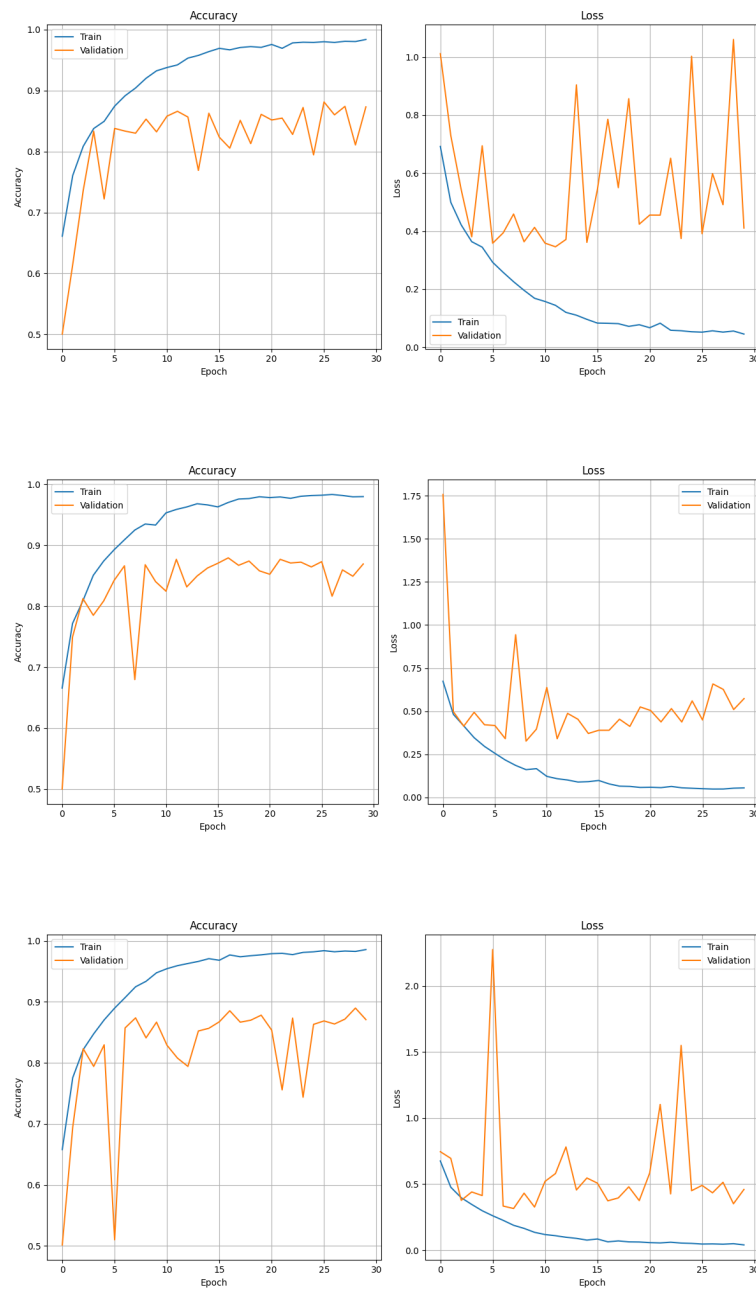 Accuracy
Train
Validation
1.0
0.9
0.8
0.7
0.6
0.5
Accuracy
0
5
10
15
20
25
30
Epoch
Loss
1.0
0.8
0.6
0.4
0.2
0.0
Loss
Train
Validation
0
5
10
15
20
25
30
Epoch
Accuracy
Train
Validation
1.0
0.9
0.8
0.7
0.6
0.5
Accuracy
0
5
10
15
20
25
30
Epoch
Loss
Train
Validation
1.75
1.50
1.25
1.00
0.75
0.50
0.25
0.00
Loss
0
5
10
15
20
25
30
Epoch
Accuracy
Train
Validation
1.0
0.9
0.8
0.7
0.6
0.5
Accuracy
0
5
10
15
20
25
30
Epoch
Loss
Train
Validation
2.0
1.5
1.0
0.5
0.0
Loss
0
5
10
15
20
25
30
Epoch